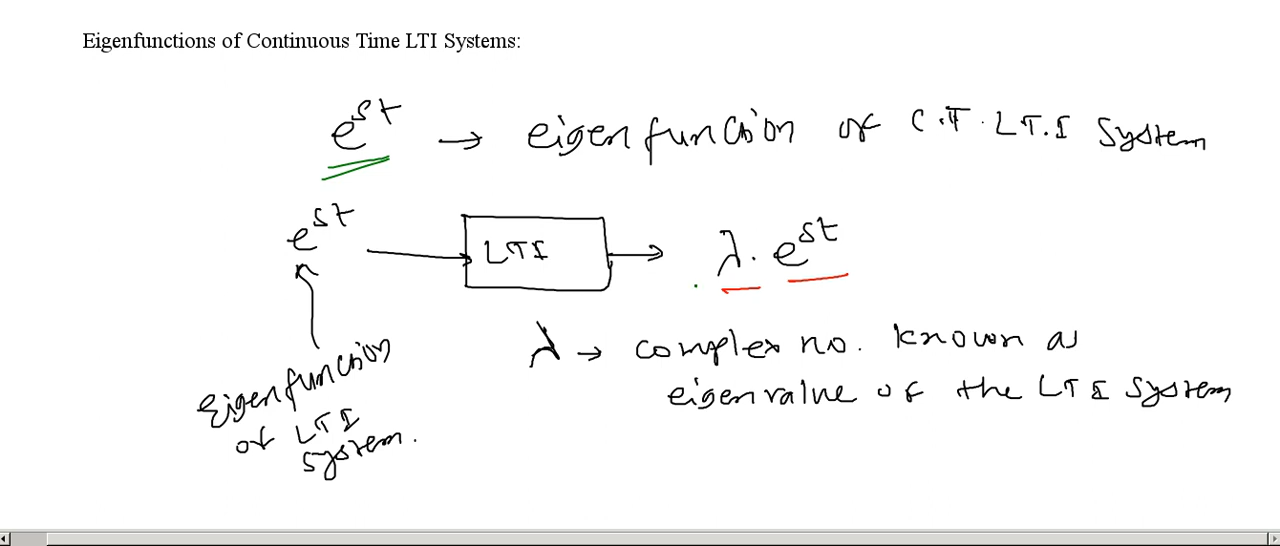 Eigenfunctions of Continuous Time LTI Systems:
e^st → eigenfunction of C.T. LT.I System
e^st → LTI → λ. e^st
λ → complex no. known as
eigenvalue of the LTI System
Eigenfunction
of LTI
system.